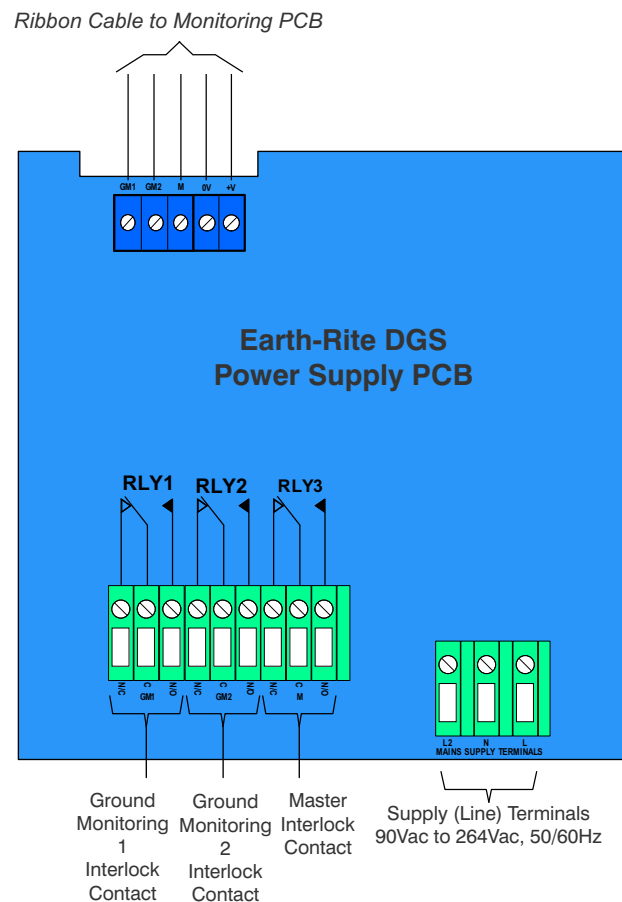 Ribbon Cable to Monitoring PCB
GM1 GM2 M 0V +V
Earth-Rite DGS
Power Supply PCB
RLY1 RLY2 RLY3
N/C C N/O N/C C N/O N/C C N/O
GM1 GM2 M
L2 N L
MAINS SUPPLY TERMINALS
Ground
Monitoring
1
Interlock
Contact
Ground
Monitoring
2
Interlock
Contact
Master
Interlock
Contact
Supply (Line) Terminals
90Vac to 264Vac, 50/60Hz